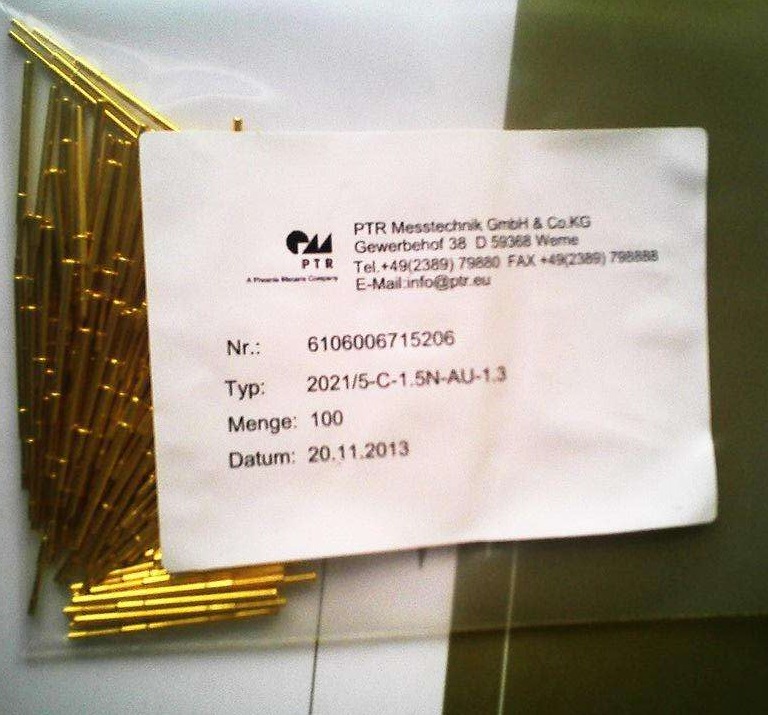 PTR Messtechnik GmbH & Co.KG
Gewerbehof 38 D 59368 Werne
Tel.+49(2389) 79880 FAX +49(2389) 798888
E-Mail:info@ptr.eu
PTR
A Phoenix Mecano Company
Nr.: 6106006715206
Typ: 2021/5-C-1.5N-AU-1.3
Menge: 100
Datum: 20.11.2013